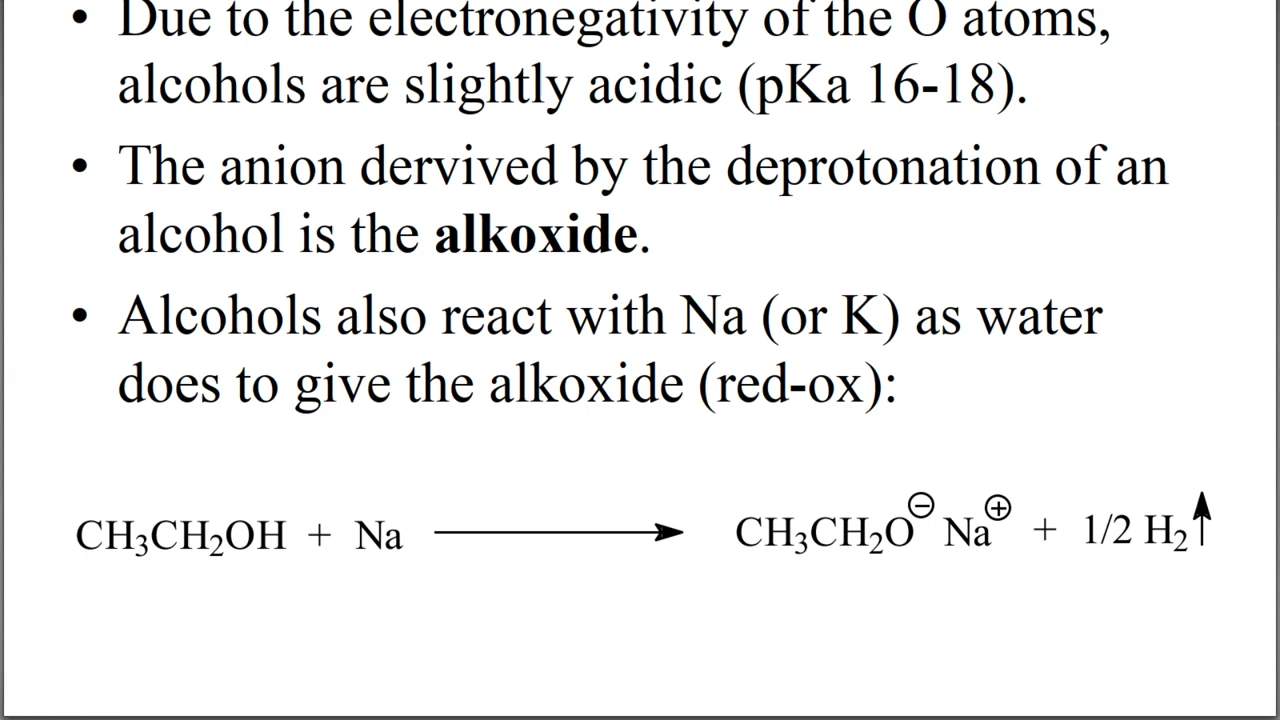 • Due to the electronegativity of the O atoms,
alcohols are slightly acidic (pKa 16-18).
• The anion dervived by the deprotonation of an
alcohol is the alkoxide.
• Alcohols also react with Na (or K) as water
does to give the alkoxide (red-ox):
CH₃CH₂OH + Na ⟶ CH₃CH₂O⊖ Na⊕ + 1/2 H₂↑